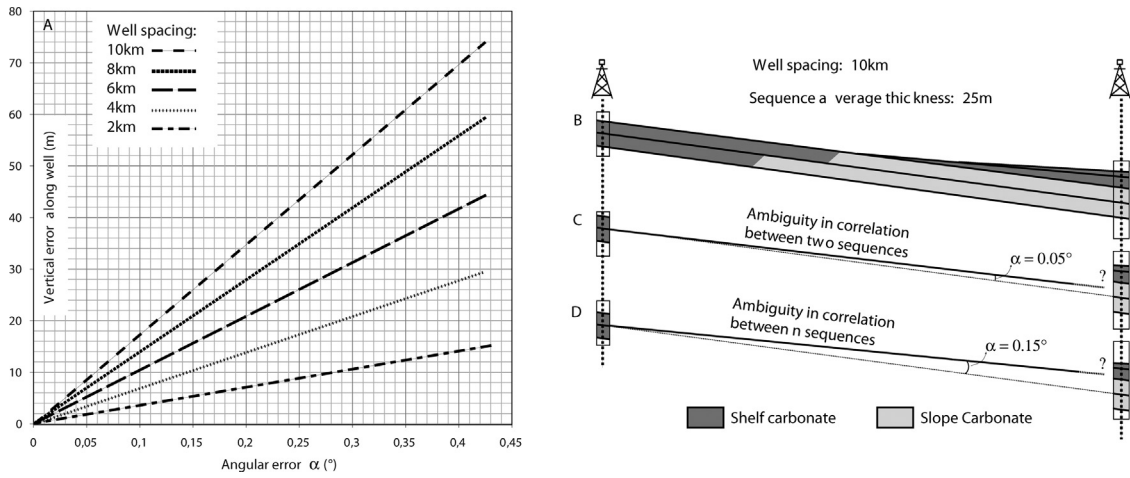 A
Well spacing:
10km
8km
6km
4km
2km
80
70
60
50
40
30
20
10
0
Vertical error along well (m)
0
0,05
0,1
0,15
0,2
0,25
0,3
0,35
0,4
0,45
Angular error α (°)
Well spacing: 10km
Sequence a verage thic kness: 25m
B
C
Ambiguity in correlation
between two sequences
α = 0.05°
?
D
Ambiguity in correlation
between n sequences
α = 0.15°
?
Shelf carbonate
Slope Carbonate